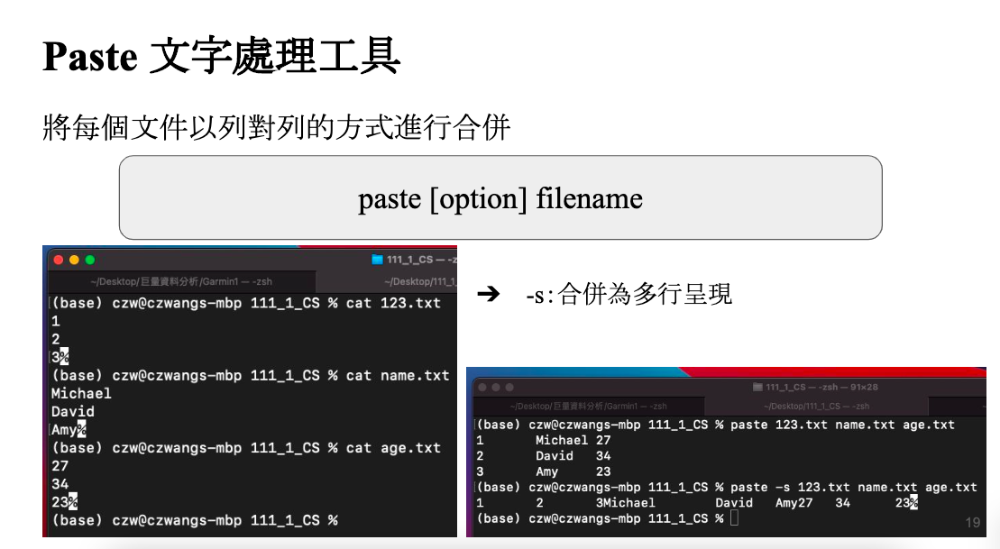 Paste 文字處理工具
將每個文件以列對列的方式進行合併
paste [option] filename
111_1_CS — -z
~/Desktop/巨量資料分析/Garmin1 — -zsh
~/Desktop/111_1_
(base) czw@czwangs-mbp 111_1_CS % cat 123.txt
1
2
3%
(base) czw@czwangs-mbp 111_1_CS % cat name.txt
Michael
David
Amy%
(base) czw@czwangs-mbp 111_1_CS % cat age.txt
27
34
23%
(base) czw@czwangs-mbp 111_1_CS %
➔ -s:合併為多行呈現
111_1_CS — -zsh — 91×28
~/Desktop/巨量資料分析/Garmin1 — -zsh
~/Desktop/111_1_CS — -zsh
(base) czw@czwangs-mbp 111_1_CS % paste 123.txt name.txt age.txt
1 Michael 27
2 David 34
3 Amy 23
(base) czw@czwangs-mbp 111_1_CS % paste -s 123.txt name.txt age.txt
1 2 3Michael David Amy27 34 23%
(base) czw@czwangs-mbp 111_1_CS %
19